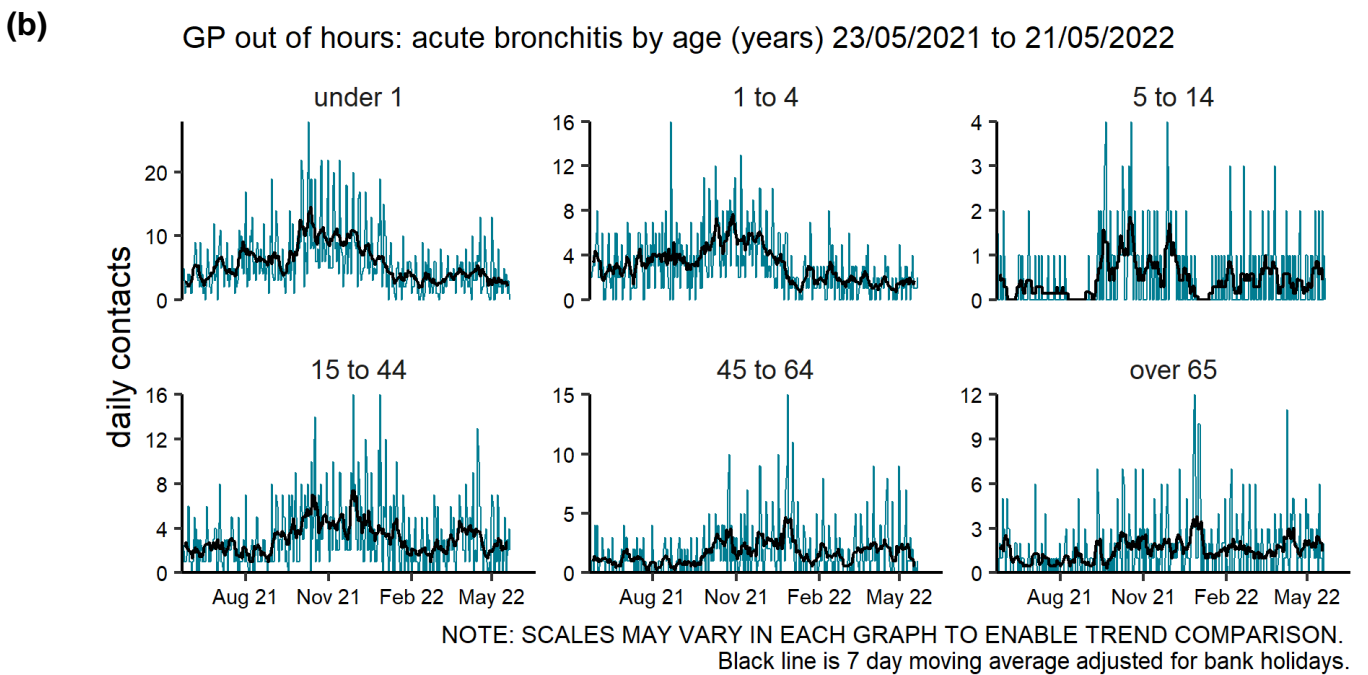 (b)
GP out of hours: acute bronchitis by age (years) 23/05/2021 to 21/05/2022
daily contacts
under 1
20
10
0
1 to 4
16
12
8
4
0
5 to 14
4
3
2
1
0
15 to 44
16
12
8
4
0
Aug 21 Nov 21 Feb 22 May 22
45 to 64
15
10
5
0
Aug 21 Nov 21 Feb 22 May 22
over 65
12
9
6
3
0
Aug 21 Nov 21 Feb 22 May 22
NOTE: SCALES MAY VARY IN EACH GRAPH TO ENABLE TREND COMPARISON.
Black line is 7 day moving average adjusted for bank holidays.